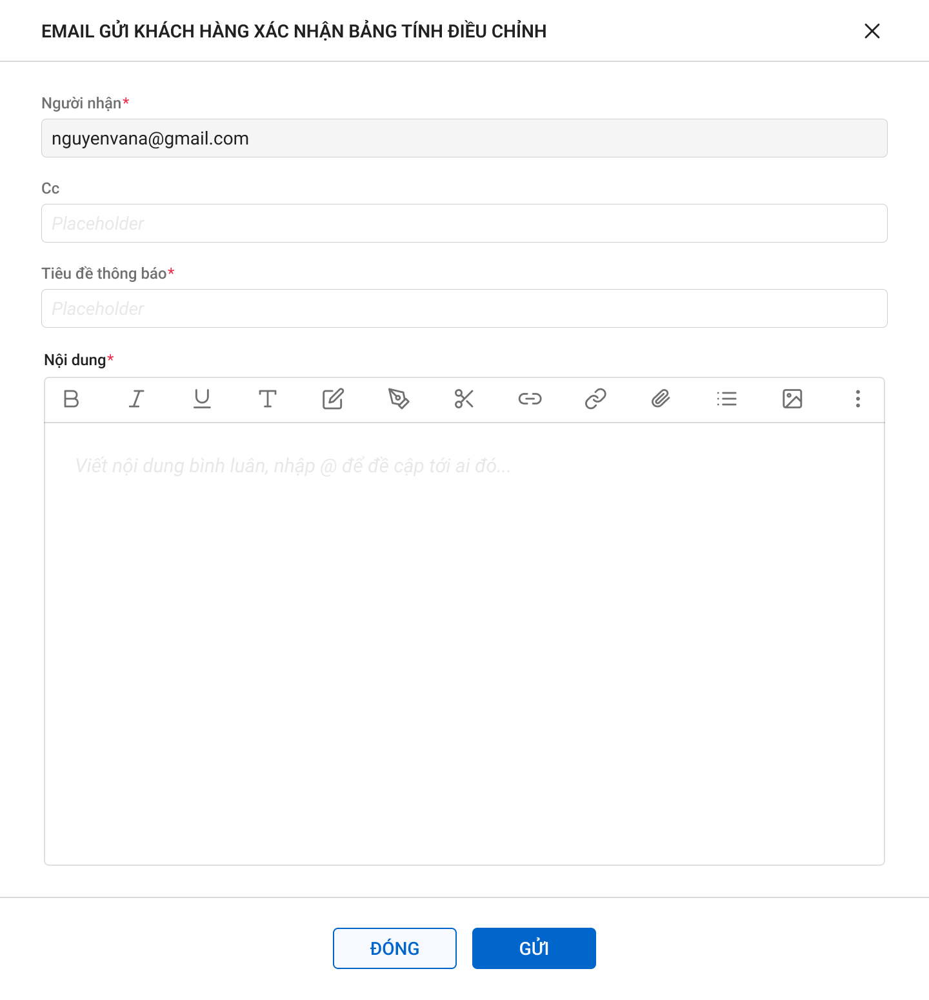 EMAIL GỬI KHÁCH HÀNG XÁC NHẬN BẢNG TÍNH ĐIỀU CHỈNH
Người nhận*
nguyenvana@gmail.com
Cc
Placeholder
Tiêu đề thông báo*
Placeholder
Nội dung*
Viết nội dung bình luân, nhập @ để đề cập tới ai đó...
ĐÓNG
GỬI